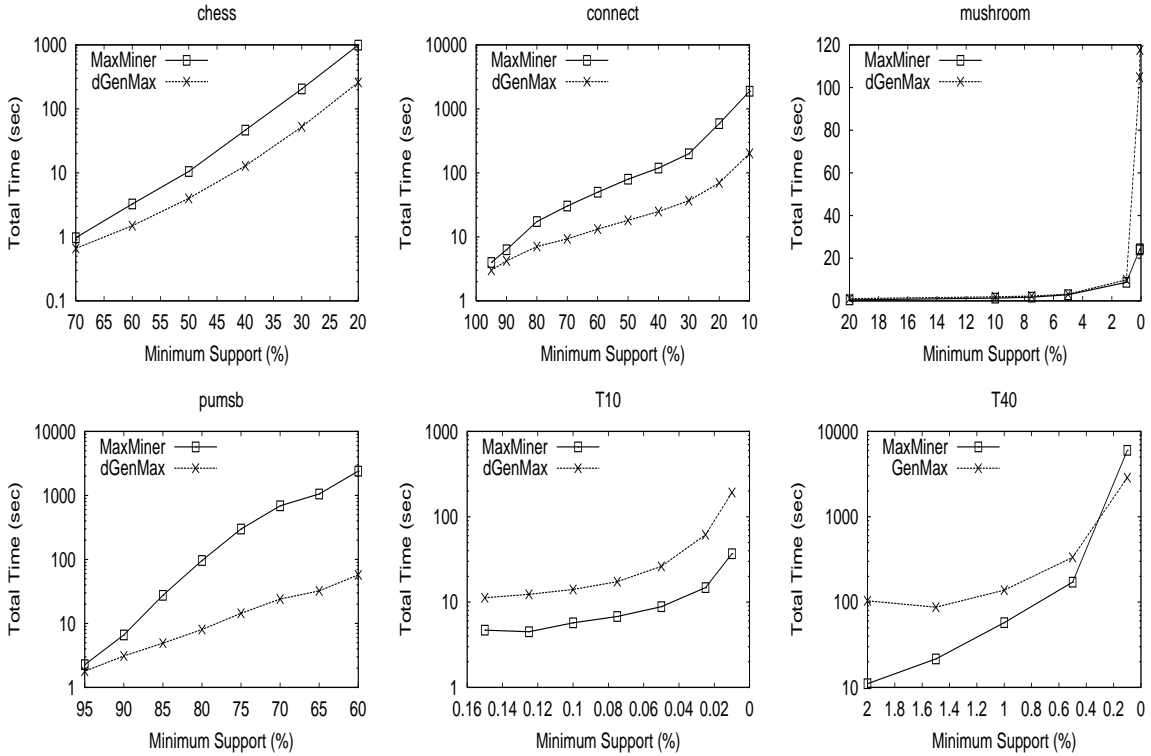 chess
connect
mushroom
1000
100
10
1
0.1
MaxMiner
dGenMax
Total Time (sec)
70 65 60 55 50 45 40 35 30 25 20
Minimum Support (%)
10000
1000
100
10
1
MaxMiner
dGenMax
Total Time (sec)
100 90 80 70 60 50 40 30 20 10
Minimum Support (%)
120
100
80
60
40
20
0
MaxMiner
dGenMax
Total Time (sec)
20 18 16 14 12 10 8 6 4 2 0
Minimum Support (%)
pumsb
T10
T40
10000
1000
100
10
1
MaxMiner
dGenMax
Total Time (sec)
95 90 85 80 75 70 65 60
Minimum Support (%)
1000
100
10
1
MaxMiner
dGenMax
Total Time (sec)
0.16 0.14 0.12 0.1 0.08 0.06 0.04 0.02 0
Minimum Support (%)
10000
1000
100
10
MaxMiner
GenMax
Total Time (sec)
2 1.8 1.6 1.4 1.2 1 0.8 0.6 0.4 0.2 0
Minimum Support (%)